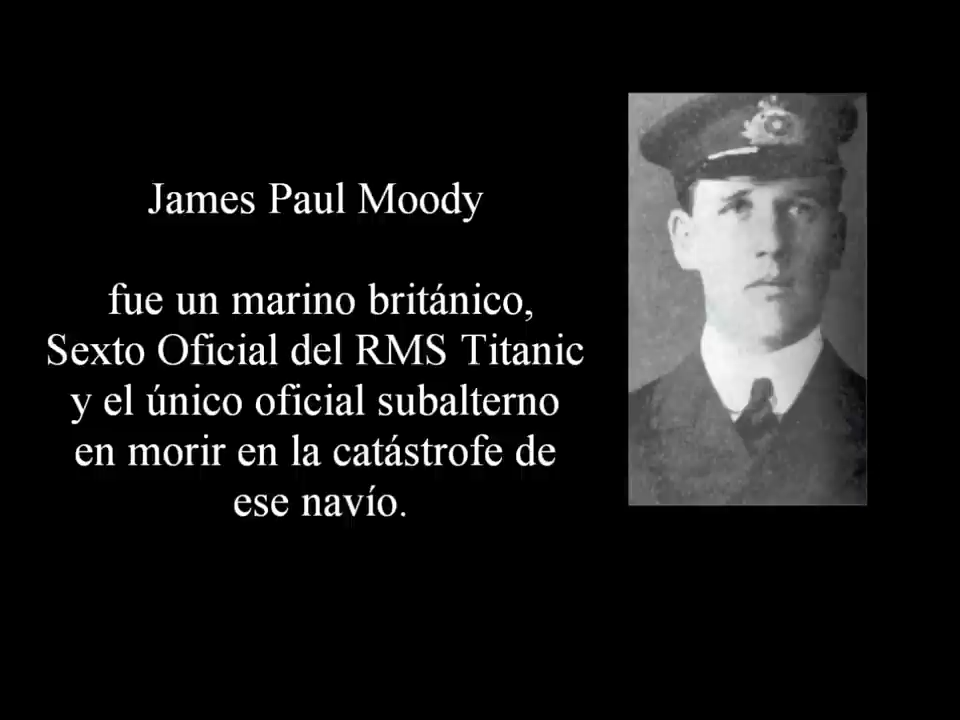 James Paul Moody
fue un marino británico,
Sexto Oficial del RMS Titanic
y el único oficial subalterno
en morir en la catástrofe de
ese navío.